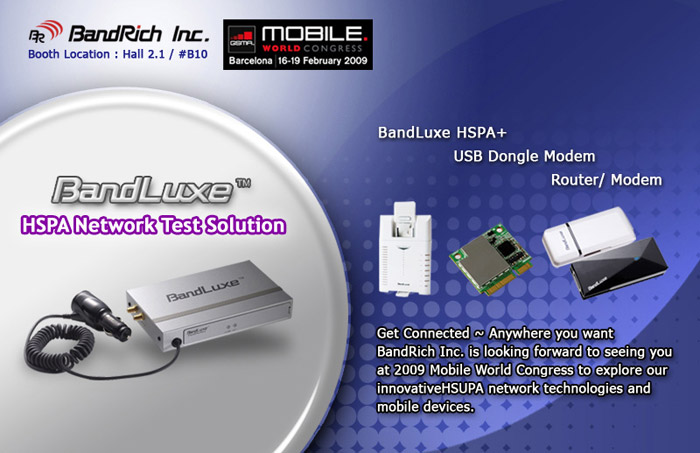 BR BandRich Inc.
Booth Location : Hall 2.1 / #B10
GSMA MOBILE
WORLD CONGRESS
Barcelona | 16-19 February 2009
BandLuxe HSPA+
USB Dongle Modem
Router/ Modem
BandLuxe™
HSPA Network Test Solution
BandLuxe™
BandLuxe
BandLuxe
Get Connected ~ Anywhere you want
BandRich Inc. is looking forward to seeing you
at 2009 Mobile World Congress to explore our
innovativeHSUPA network technologies and
mobile devices.